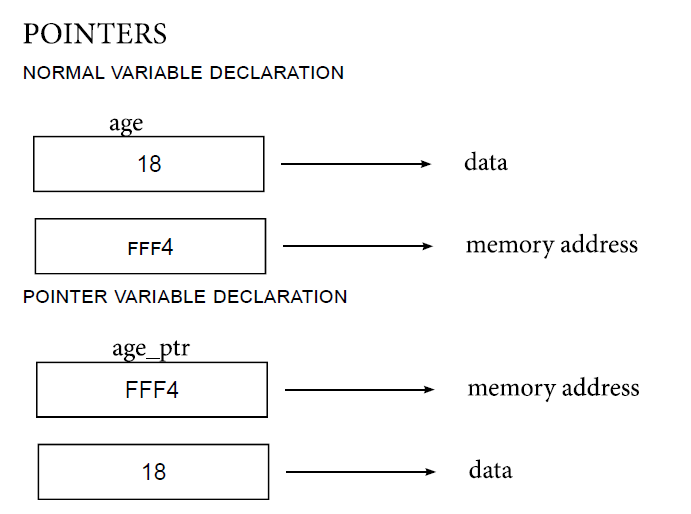 POINTERS
NORMAL VARIABLE DECLARATION
age
18 data
FFF4 memory address
POINTER VARIABLE DECLARATION
age_ptr
FFF4 memory address
18 data